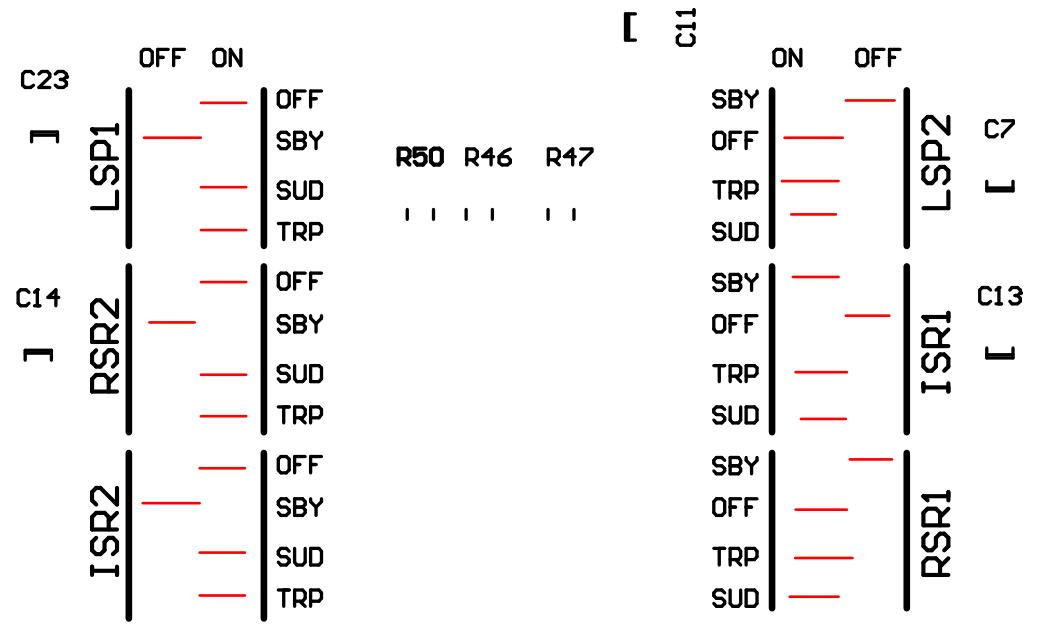 C11
OFF ON
ON OFF
C23
LSP1
OFF
SBY
SUD
TRP
R50 R46 R47
SBY
OFF
TRP
SUD
LSP2
C7
C14
RSR2
OFF
SBY
SUD
TRP
SBY
OFF
TRP
SUD
ISR1
C13
ISR2
OFF
SBY
SUD
TRP
SBY
OFF
TRP
SUD
RSR1